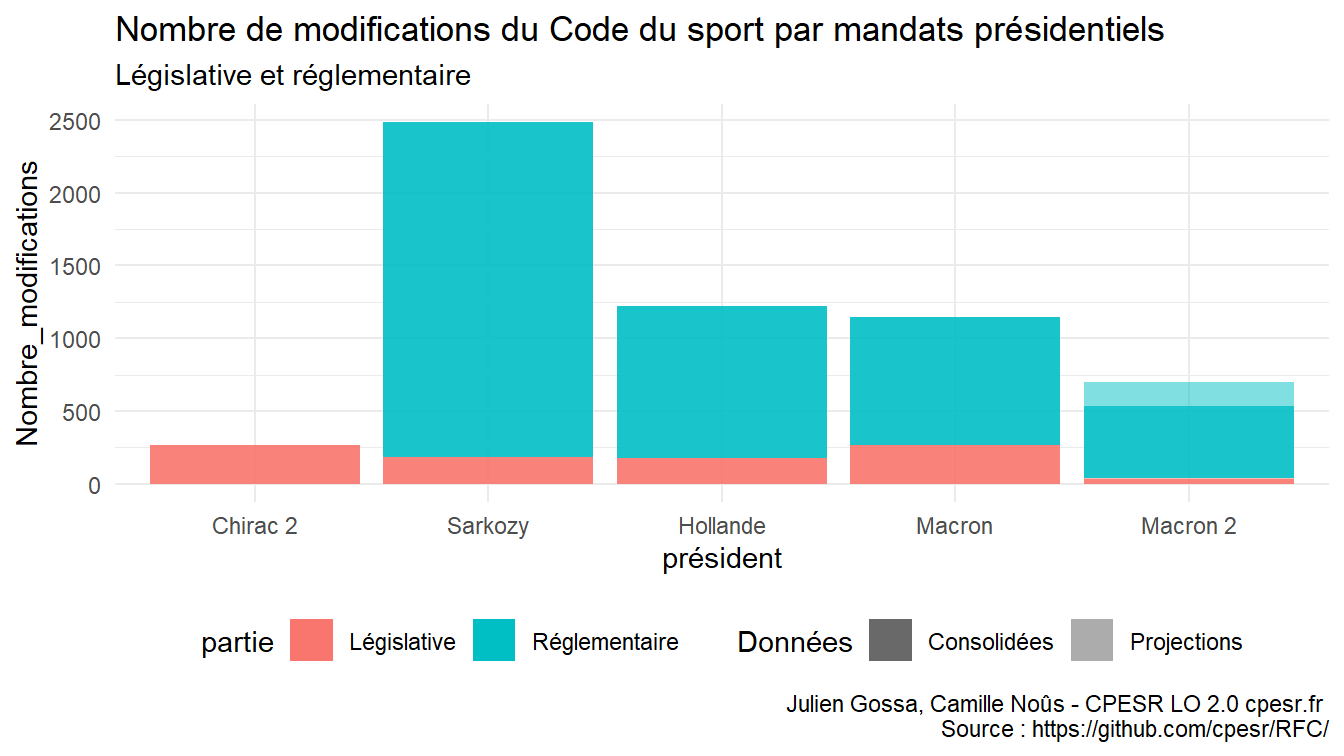 Nombre de modifications du Code du sport par mandats présidentiels
Législative et réglementaire
Nombre_modifications
2500
2000
1500
1000
500
0
Chirac 2 Sarkozy Hollande Macron Macron 2
président
partie Législative Réglementaire Données Consolidées Projections
Julien Gossa, Camille Noûs - CPESR LO 2.0 cpesr.fr
Source : https://github.com/cpesr/RFC/